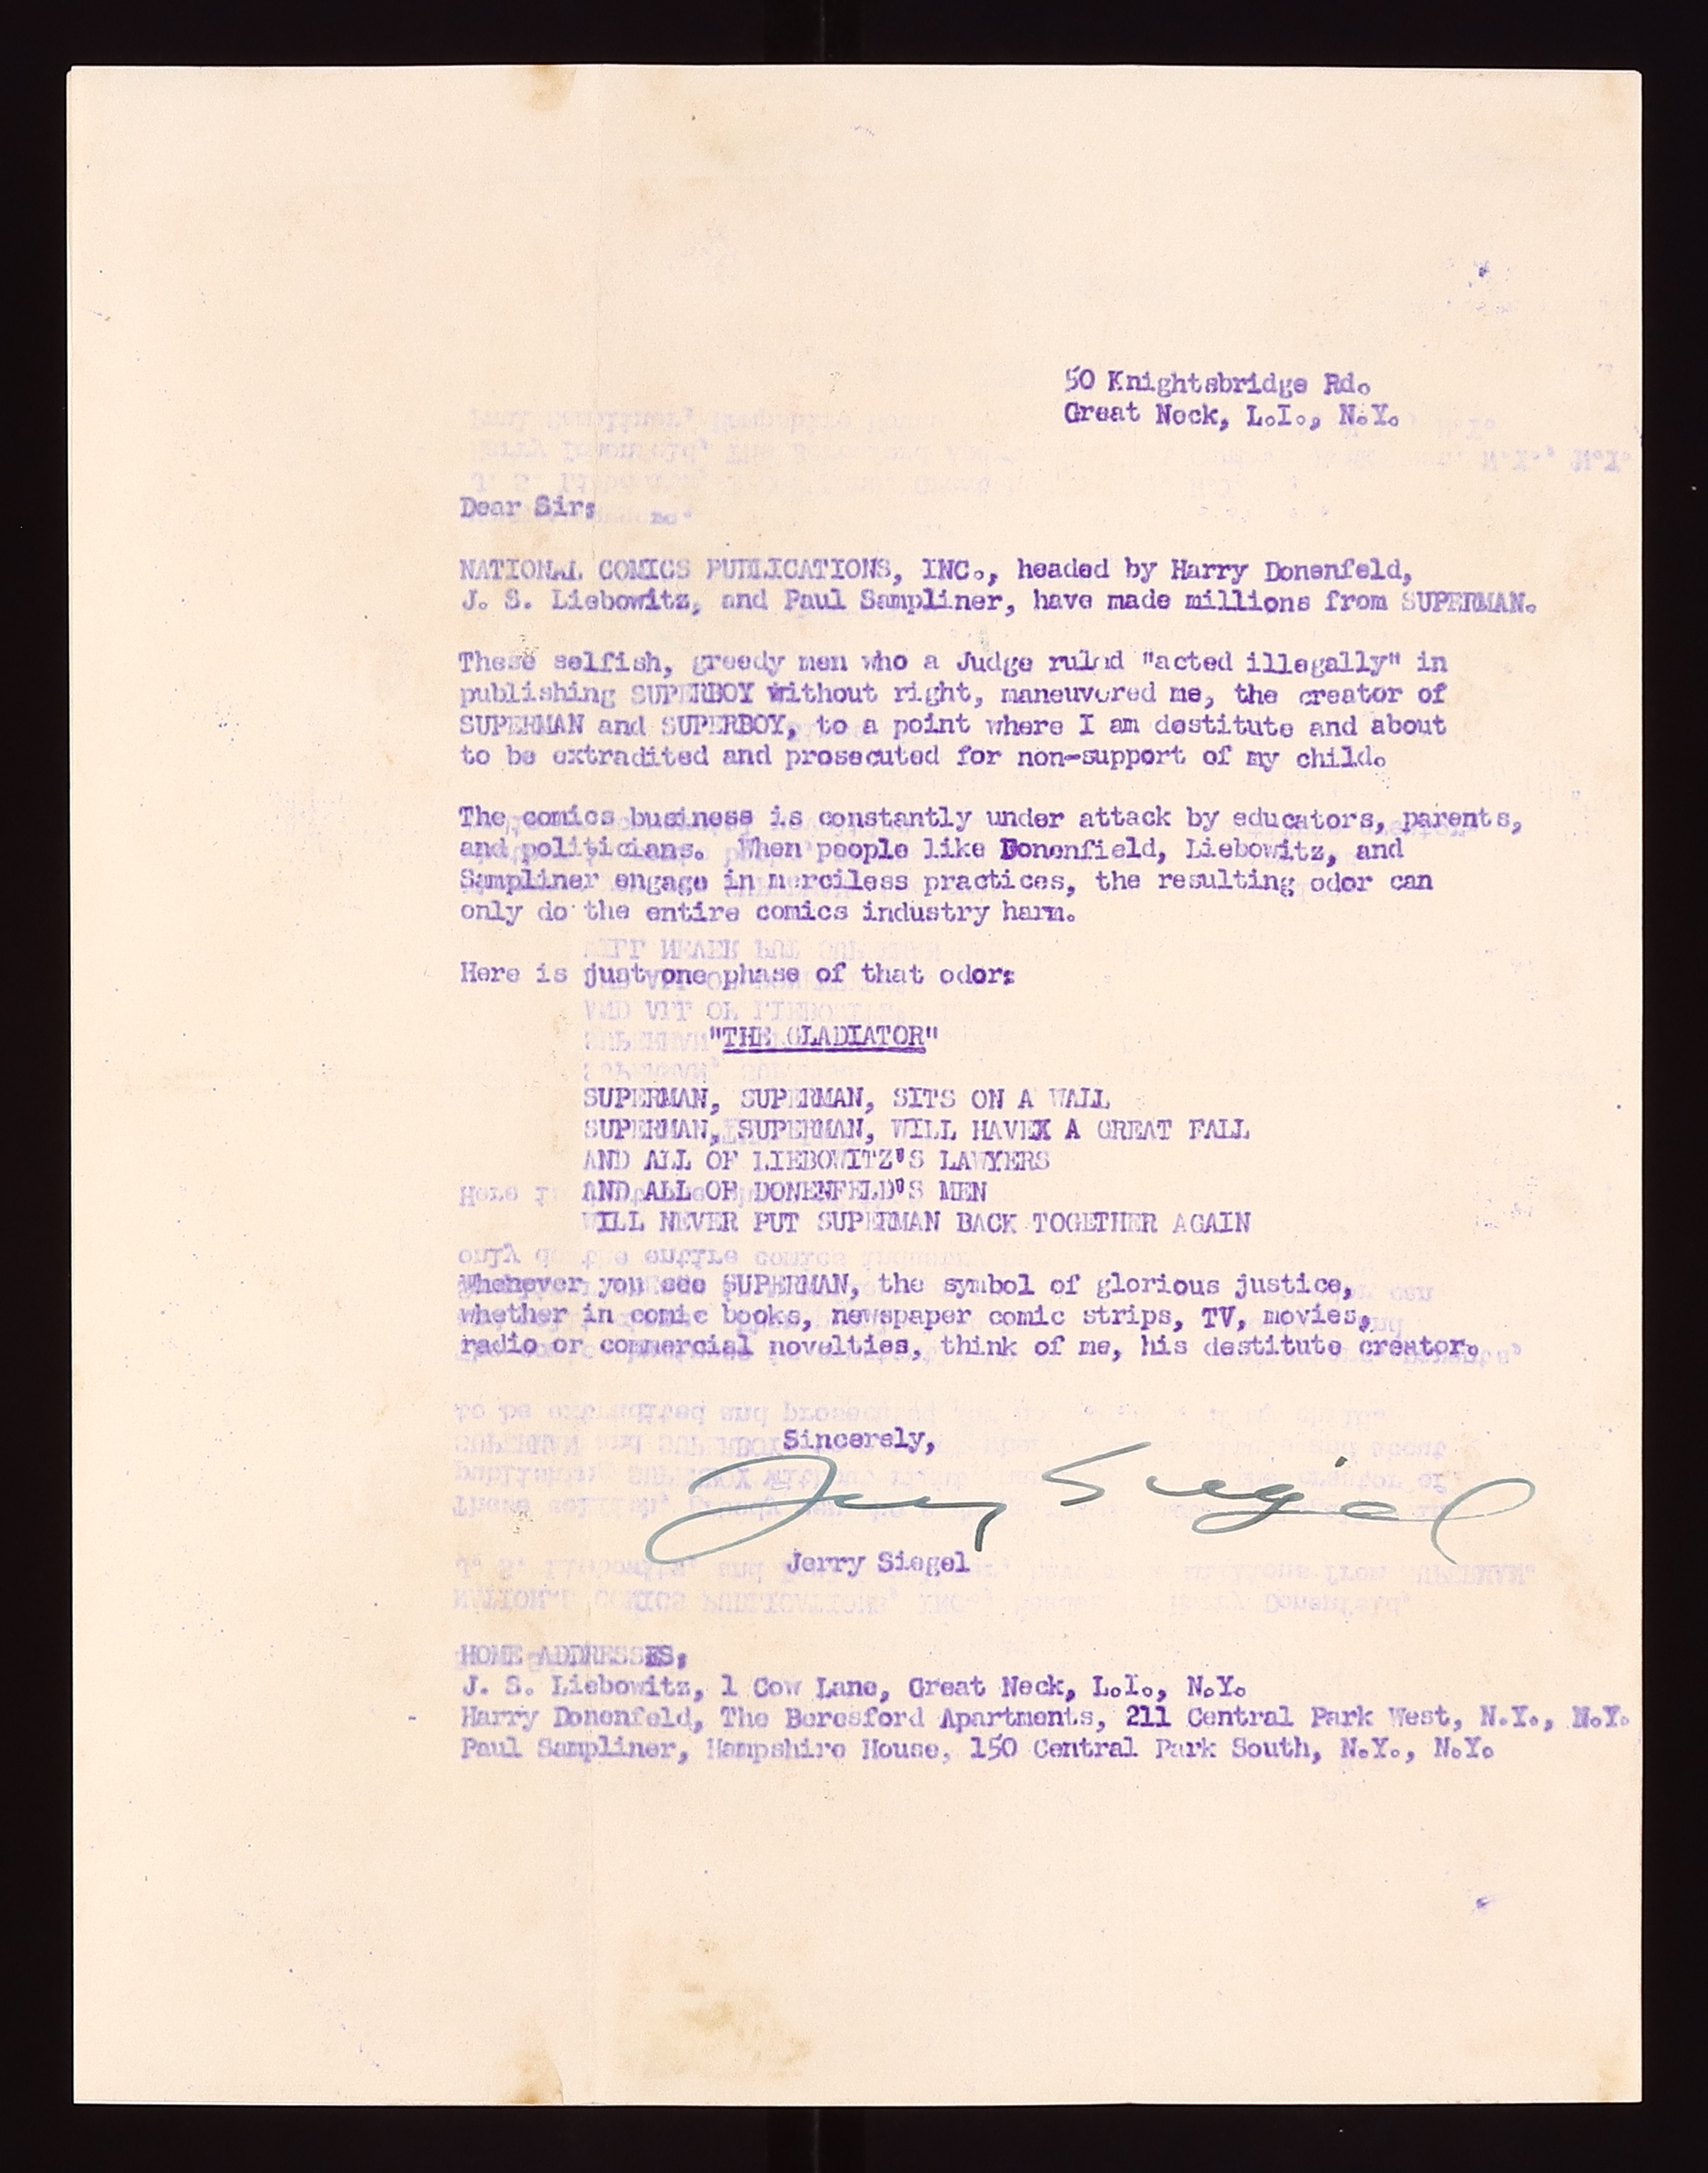 50 Knightsbridge Rd.
Great Neck, L.I., N.Y.
Dear Sir:
NATIONAL COMICS PUBLICATIONS, INC., headed by Harry Donenfeld,
J. S. Liebowitz, and Paul Sampliner, have made millions from SUPERMAN.
These selfish, greedy men who a Judge ruled "acted illegally" in
publishing SUPERBOY without right, maneuvered me, the creator of
SUPERMAN and SUPERBOY, to a point where I am destitute and about
to be extradited and prosecuted for non-support of my child.
The comics business is constantly under attack by educators, parents,
and politicians. When people like Donenfield, Liebowitz, and
Sampliner engage in merciless practices, the resulting odor can
only do the entire comics industry harm.
Here is just one phase of that odor:
"THE GLADIATOR"
SUPERMAN, SUPERMAN, SITS ON A WALL
SUPERMAN, SUPERMAN, WILL HAVEX A GREAT FALL
AND ALL OF LIEBOWITZ'S LAWYERS
AND ALL OF DONENFELD'S MEN
WILL NEVER PUT SUPERMAN BACK TOGETHER AGAIN
Whenever you see SUPERMAN, the symbol of glorious justice,
whether in comic books, newspaper comic strips, TV, movies,
radio or commercial novelties, think of me, his destitute creator.
Sincerely,
Jerry Siegel
Jerry Siegel
HOME ADDRESSES:
J. S. Liebowitz, 1 Cow Lane, Great Neck, L.I., N.Y.
Harry Donenfeld, The Beresford Apartments, 211 Central Park West, N.Y., N.Y.
Paul Sampliner, Hampshire House, 150 Central Park South, N.Y., N.Y.